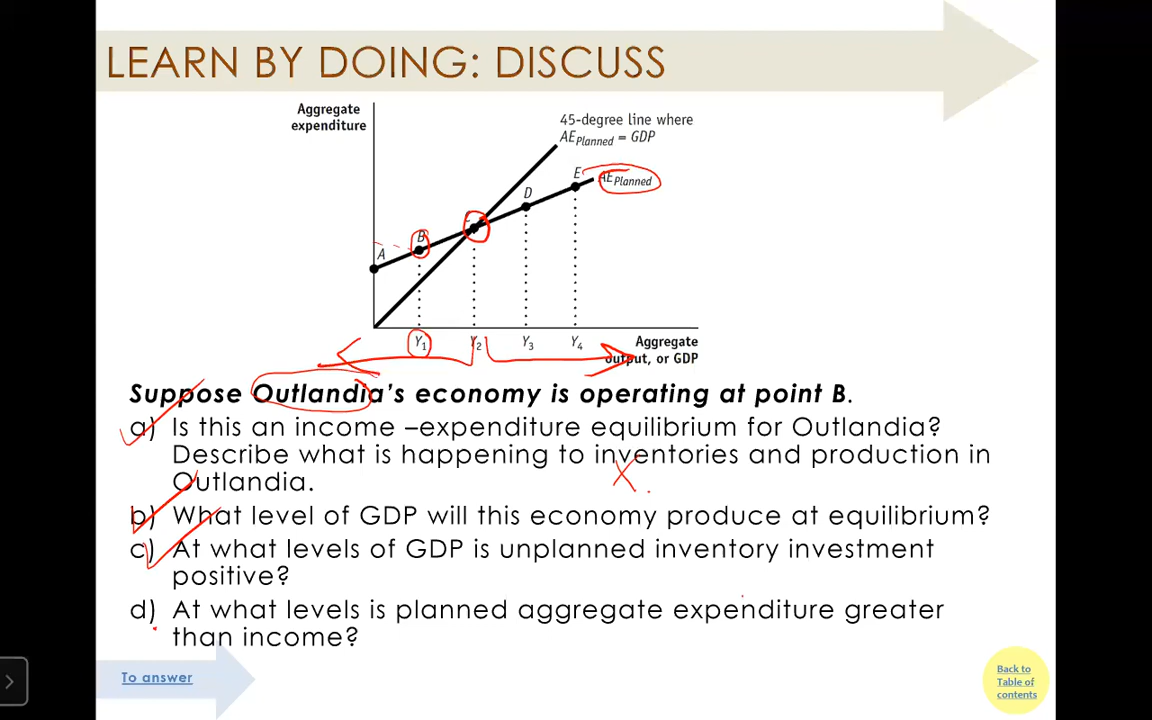 LEARN BY DOING: DISCUSS
Aggregate
expenditure
45-degree line where
AEPlanned = GDP
E
AEPlanned
D
B
A
Y1
Y2
Y3
Y4
Aggregate
output, or GDP
Suppose Outlandia's economy is operating at point B.
a) Is this an income –expenditure equilibrium for Outlandia?
Describe what is happening to inventories and production in
Outlandia.
b) What level of GDP will this economy produce at equilibrium?
c) At what levels of GDP is unplanned inventory investment
positive?
d) At what levels is planned aggregate expenditure greater
than income?
To answer
Back to
Table of
contents